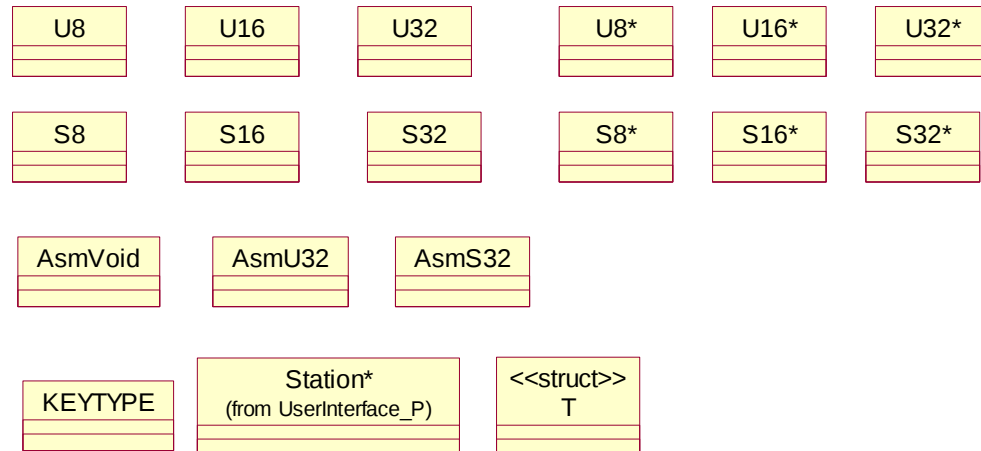 U8 U16 U32 U8* U16* U32*
S8 S16 S32 S8* S16* S32*
AsmVoid AsmU32 AsmS32
KEYTYPE
Station*
(from UserInterface_P)
<<struct>>
T